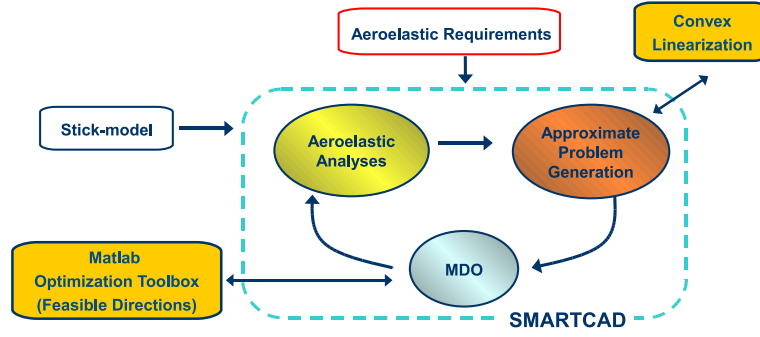 Aeroelastic Requirements
Convex
Linearization
Stick-model
Aeroelastic
Analyses
Approximate
Problem
Generation
Matlab
Optimization Toolbox
(Feasible Directions)
MDO
SMARTCAD